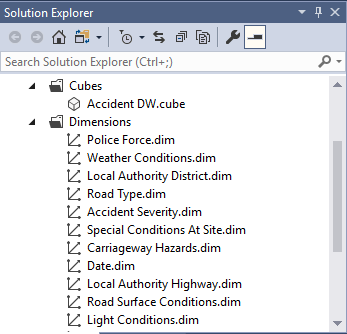 Solution Explorer
Search Solution Explorer (Ctrl+;)
Cubes
Accident DW.cube
Dimensions
Police Force.dim
Weather Conditions.dim
Local Authority District.dim
Road Type.dim
Accident Severity.dim
Special Conditions At Site.dim
Carriageway Hazards.dim
Date.dim
Local Authority Highway.dim
Road Surface Conditions.dim
Light Conditions.dim